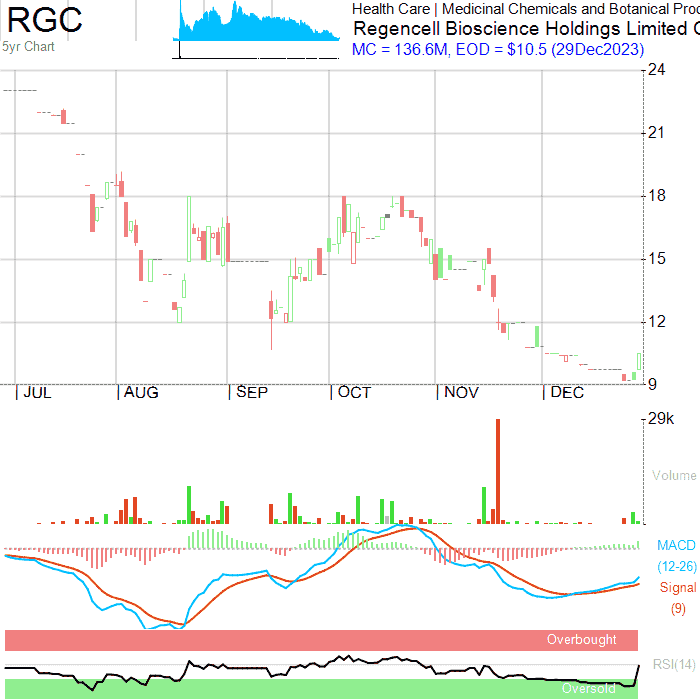 RGC
5yr Chart
Health Care | Medicinal Chemicals and Botanical Prod
Regencell Bioscience Holdings Limited
MC = 136.6M, EOD = $10.5 (29Dec2023)
24
21
18
15
12
9
JUL AUG SEP OCT NOV DEC
29k
Volume
MACD
(12-26)
Signal
(9)
Overbought
RSI(14)
Oversold